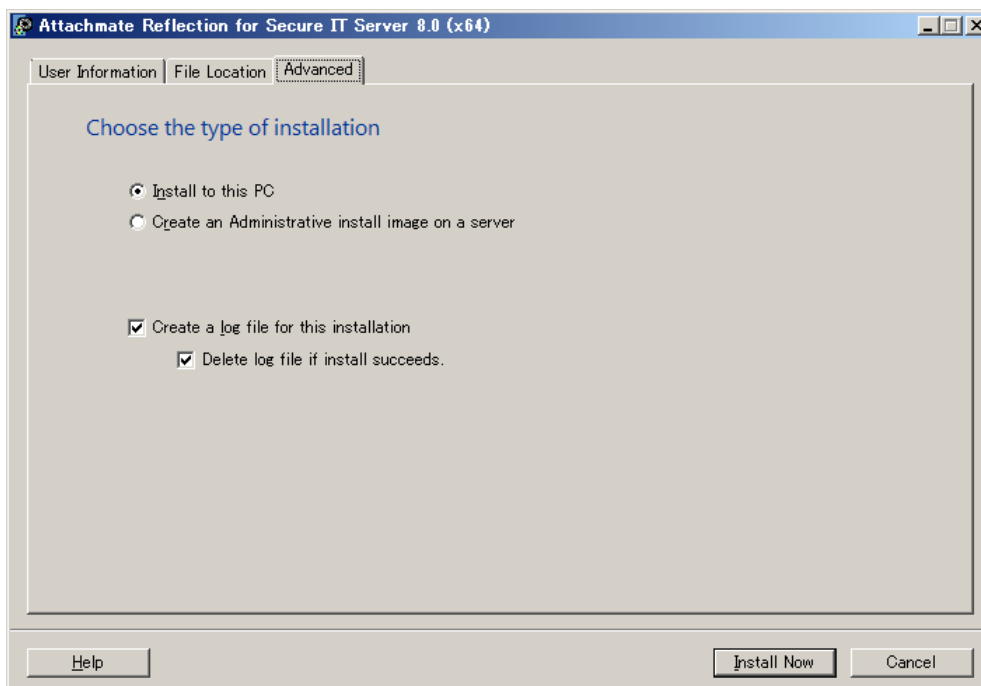 Attachmate Reflection for Secure IT Server 8.0 (x64)
User Information File Location Advanced
Choose the type of installation
Install to this PC
Create an Administrative install image on a server
Create a log file for this installation
Delete log file if install succeeds.
Help Install Now Cancel